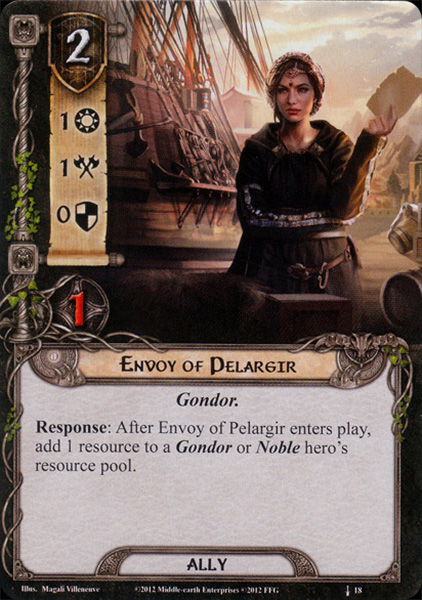 2
1
1
0
1
Envoy of Pelargir
Gondor.
Response: After Envoy of Pelargir enters play,
add 1 resource to a Gondor or Noble hero's
resource pool.
ALLY
Illus. Magali Villeneuve ©2012 Middle-earth Enterprises ©2012 FFG 18